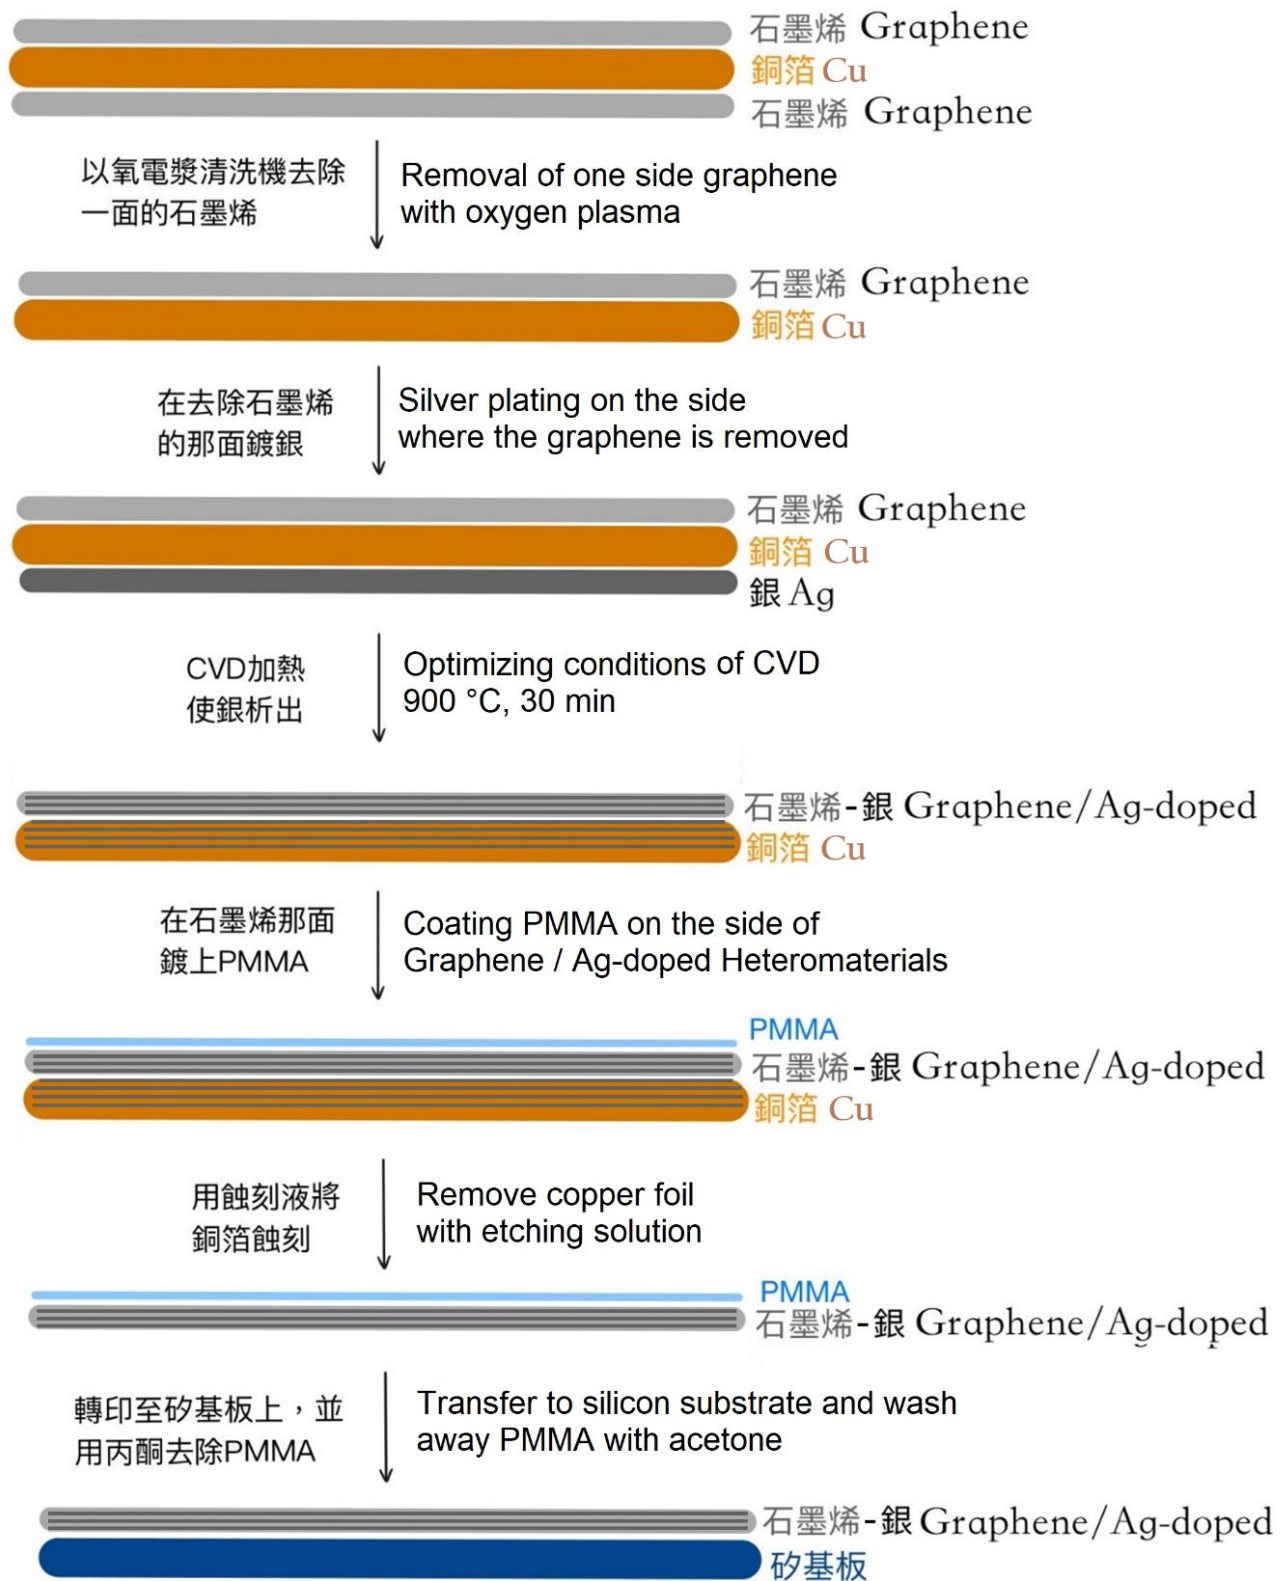 石墨烯 Graphene
銅箔 Cu
石墨烯 Graphene
以氧電漿清洗機去除
一面的石墨烯
Removal of one side graphene
with oxygen plasma
石墨烯 Graphene
銅箔 Cu
在去除石墨烯
的那面鍍銀
Silver plating on the side
where the graphene is removed
石墨烯 Graphene
銅箔 Cu
銀 Ag
CVD加熱
使銀析出
Optimizing conditions of CVD
900 °C, 30 min
石墨烯-銀 Graphene/Ag-doped
銅箔 Cu
在石墨烯那面
鍍上PMMA
Coating PMMA on the side of
Graphene / Ag-doped Heteromaterials
PMMA
石墨烯-銀 Graphene/Ag-doped
銅箔 Cu
用蝕刻液將
銅箔蝕刻
Remove copper foil
with etching solution
PMMA
石墨烯-銀 Graphene/Ag-doped
轉印至矽基板上，並
用丙酮去除PMMA
Transfer to silicon substrate and wash
away PMMA with acetone
石墨烯-銀 Graphene/Ag-doped
矽基板